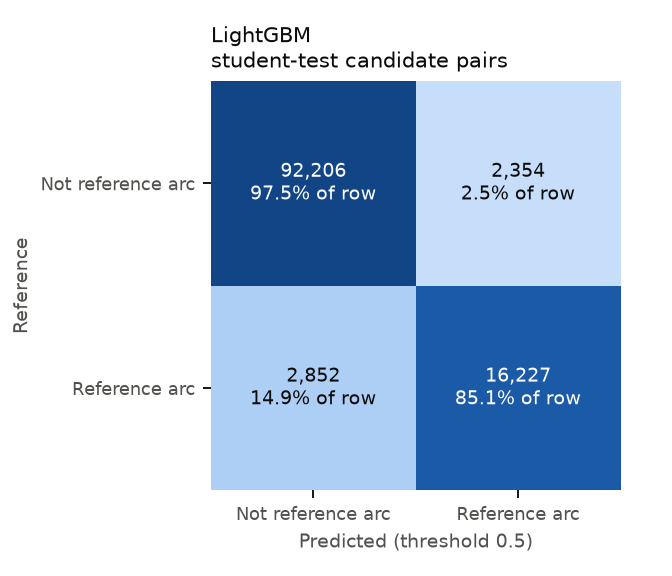 LightGBM
student-test candidate pairs
Not reference arc
92,206
97.5% of row
2,354
2.5% of row
Reference
Reference arc
2,852
14.9% of row
16,227
85.1% of row
Not reference arc
Reference arc
Predicted (threshold 0.5)